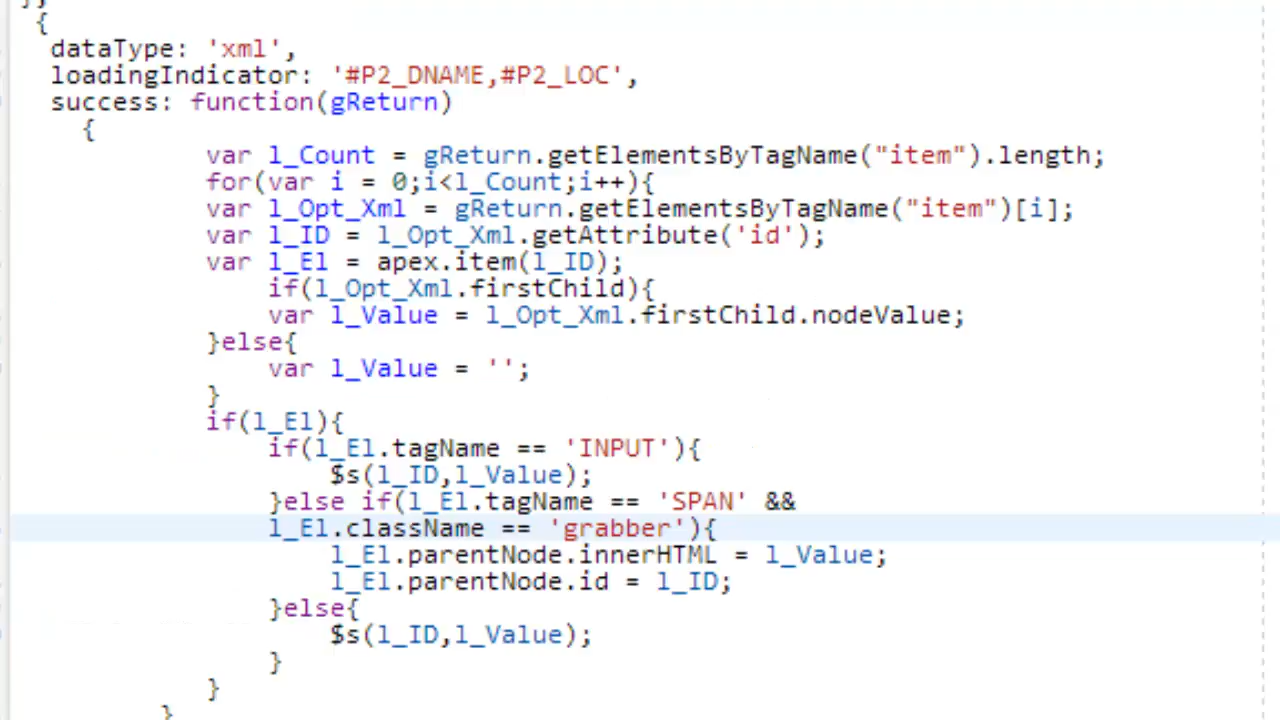 {
dataType: 'xml',
loadingIndicator: '#P2_DNAME,#P2_LOC',
success: function(gReturn)
{
var l_Count = gReturn.getElementsByTagName("item").length;
for(var i = 0;i<l_Count;i++){
var l_Opt_Xml = gReturn.getElementsByTagName("item")[i];
var l_ID = l_Opt_Xml.getAttribute('id');
var l_El = apex.item(l_ID);
if(l_Opt_Xml.firstChild){
var l_Value = l_Opt_Xml.firstChild.nodeValue;
}else{
var l_Value = '';
}
if(l_El){
if(l_El.tagName == 'INPUT'){
$s(l_ID,l_Value);
}else if(l_El.tagName == 'SPAN' &&
l_El.className == 'grabber'){
l_El.parentNode.innerHTML = l_Value;
l_El.parentNode.id = l_ID;
}else{
$s(l_ID,l_Value);
}
}
}